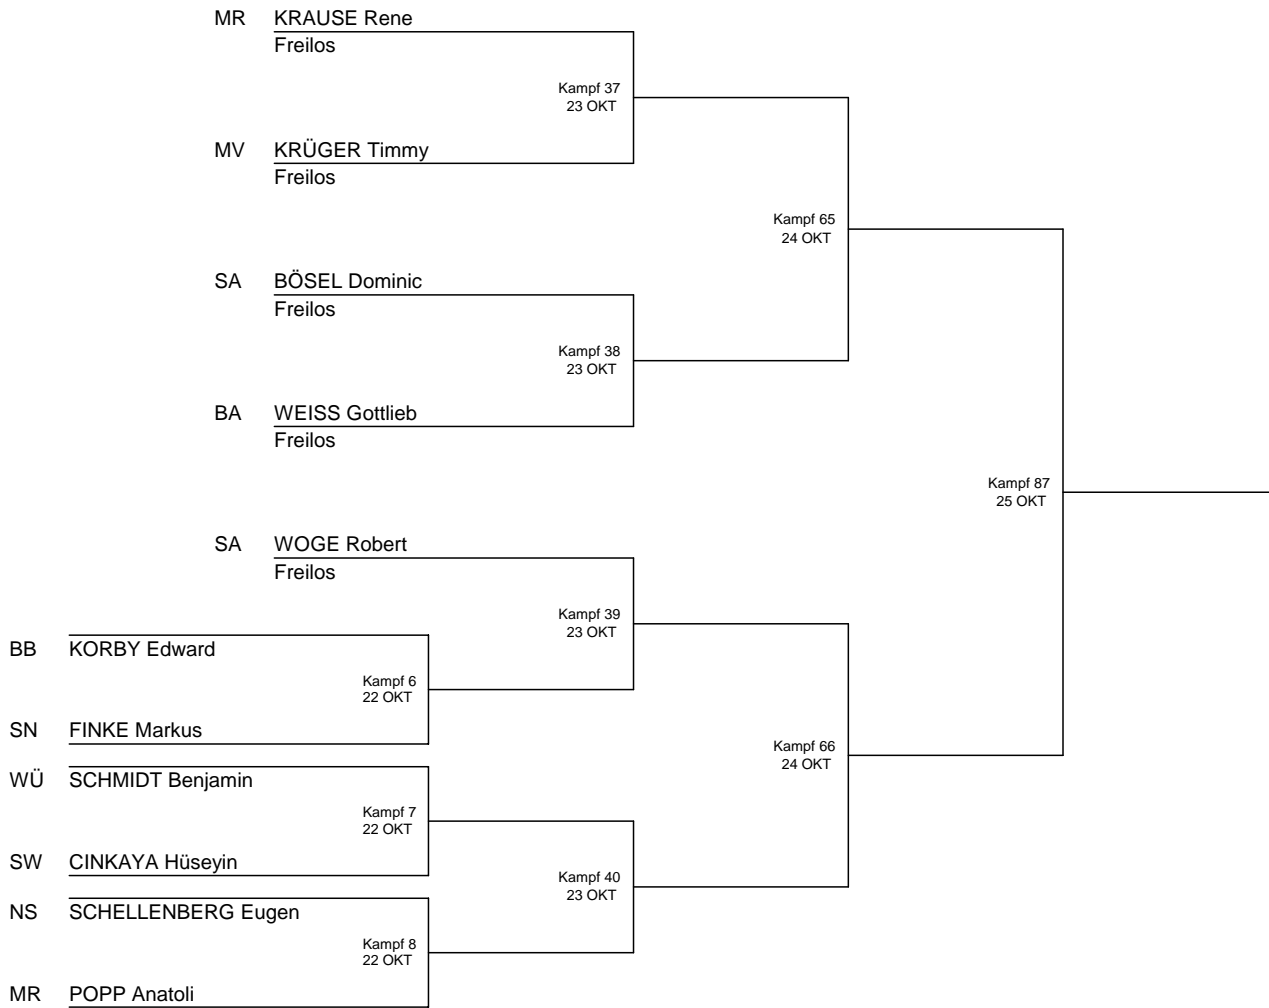 MR KRAUSE Rene
Freilos
Kampf 37
23 OKT
MV KRÜGER Timmy
Freilos
Kampf 65
24 OKT
SA BÖSEL Dominic
Freilos
Kampf 38
23 OKT
BA WEISS Gottlieb
Freilos
Kampf 87
25 OKT
SA WOGE Robert
Freilos
Kampf 39
23 OKT
BB KORBY Edward
Kampf 6
22 OKT
SN FINKE Markus
Kampf 66
24 OKT
WÜ SCHMIDT Benjamin
Kampf 7
22 OKT
SW CINKAYA Hüseyin
Kampf 40
23 OKT
NS SCHELLENBERG Eugen
Kampf 8
22 OKT
MR POPP Anatoli